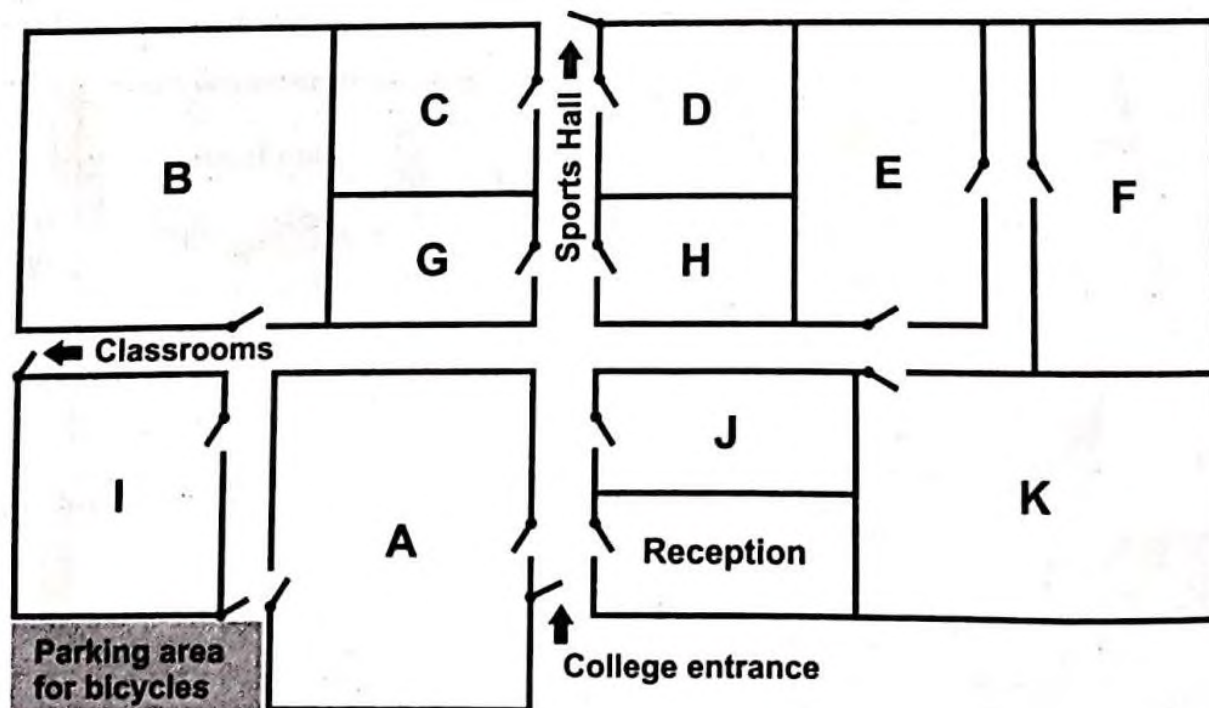 C
D
B
E
F
Sports Hall
G
H
Classrooms
J
I
K
A
Reception
Parking area
for bicycles
College entrance